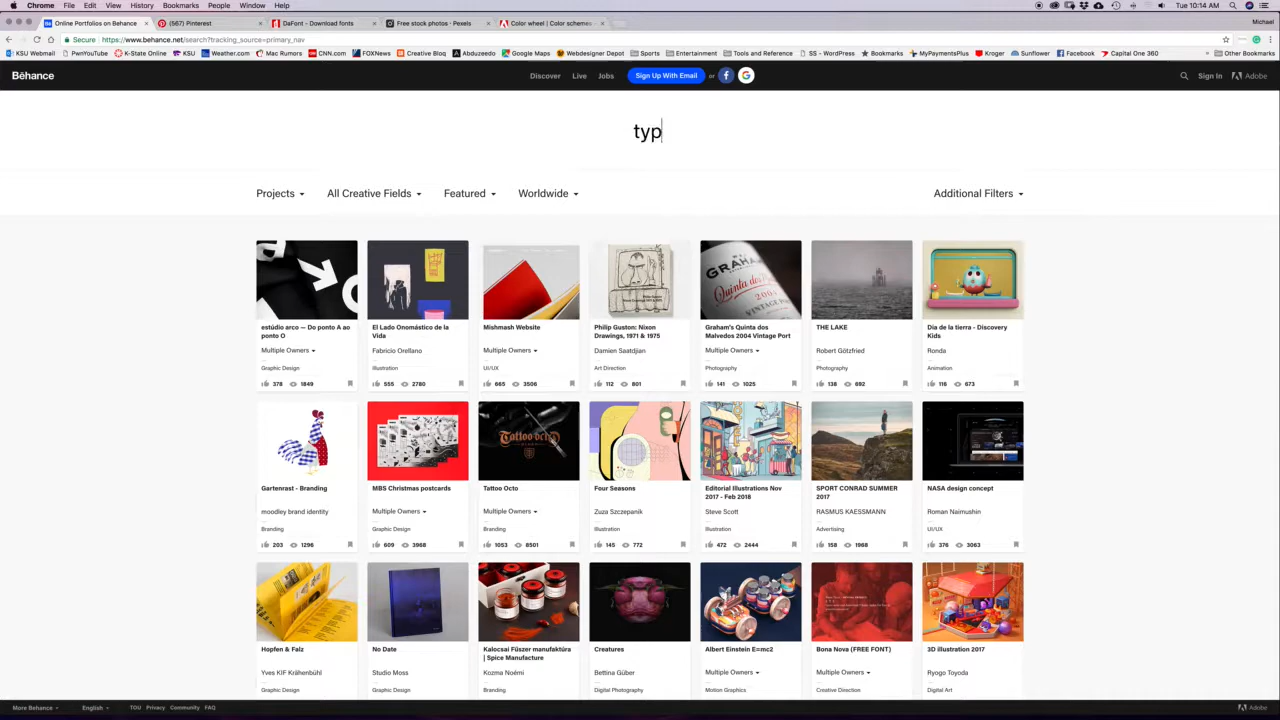 Chrome File Edit View History Bookmarks People Window Help
Tue 10:14 AM
Online Portfolios on Behance
(567) Pinterest
DaFont - Download fonts
Free stock photos · Pexels
Color wheel | Color schemes
Michael
Secure https://www.behance.net/search?tracking_source=primary_nav
KSU Webmail PwnYouTube K-State Online KSU Weather.com Mac Rumors CNN.com FOXNews Creative Bloq Abduzeedo Google Maps Webdesigner Depot Sports Entertainment Tools and Reference SS - WordPress Bookmarks MyPaymentsPlus Kroger Sunflower Facebook Capital One 360 » Other Bookmarks
Bēhance Discover Live Jobs Sign Up With Email or f G Sign In Adobe
typ
Projects All Creative Fields Featured Worldwide Additional Filters
estúdio arco — Do ponto A ao
ponto O
Multiple Owners
Graphic Design
378 1849
El Lado Onomástico de la
Vida
Fabricio Orellano
Illustration
555 2780
Mishmash Website
Multiple Owners
UI/UX
665 3506
Philip Guston: Nixon
Drawings, 1971 & 1975
Damien Saatdjian
Art Direction
112 801
GRAHAM'S
Quinta dos
2004
VINTAGE
Graham's Quinta dos
Malvedos 2004 Vintage Port
Multiple Owners
Photography
141 1025
THE LAKE
Robert Götzfried
Photography
138 692
Dia de la tierra - Discovery
Kids
Ronda
Animation
116 673
Gartenrast - Branding
moodley brand identity
Branding
203 1296
MBS Christmas postcards
Multiple Owners
Graphic Design
609 3968
Tattoo Octo
Tattoo Octo
Multiple Owners
Branding
1053 8501
Four Seasons
Zuza Szczepanik
Illustration
145 772
Editorial Illustrations Nov
2017 - Feb 2018
Steve Scott
Illustration
472 2444
SPORT CONRAD SUMMER
2017
RASMUS KAESSMANN
Advertising
158 1968
NASA design concept
Roman Naimushin
UI/UX
376 3063
Hopfen & Falz
Yves KIF Krähenbühl
Graphic Design
No Date
Studio Moss
Graphic Design
Kalocsai Fűszer manufaktúra
| Spice Manufacture
Kozma Noémi
Branding
Creatures
Bettina Güber
Digital Photography
Albert Einstein E=mc2
Multiple Owners
Motion Graphics
Bona Nova (FREE FONT)
Multiple Owners
Creative Direction
3D illustration 2017
Ryogo Toyoda
Digital Art
More Behance English TOU Privacy Community FAQ Adobe